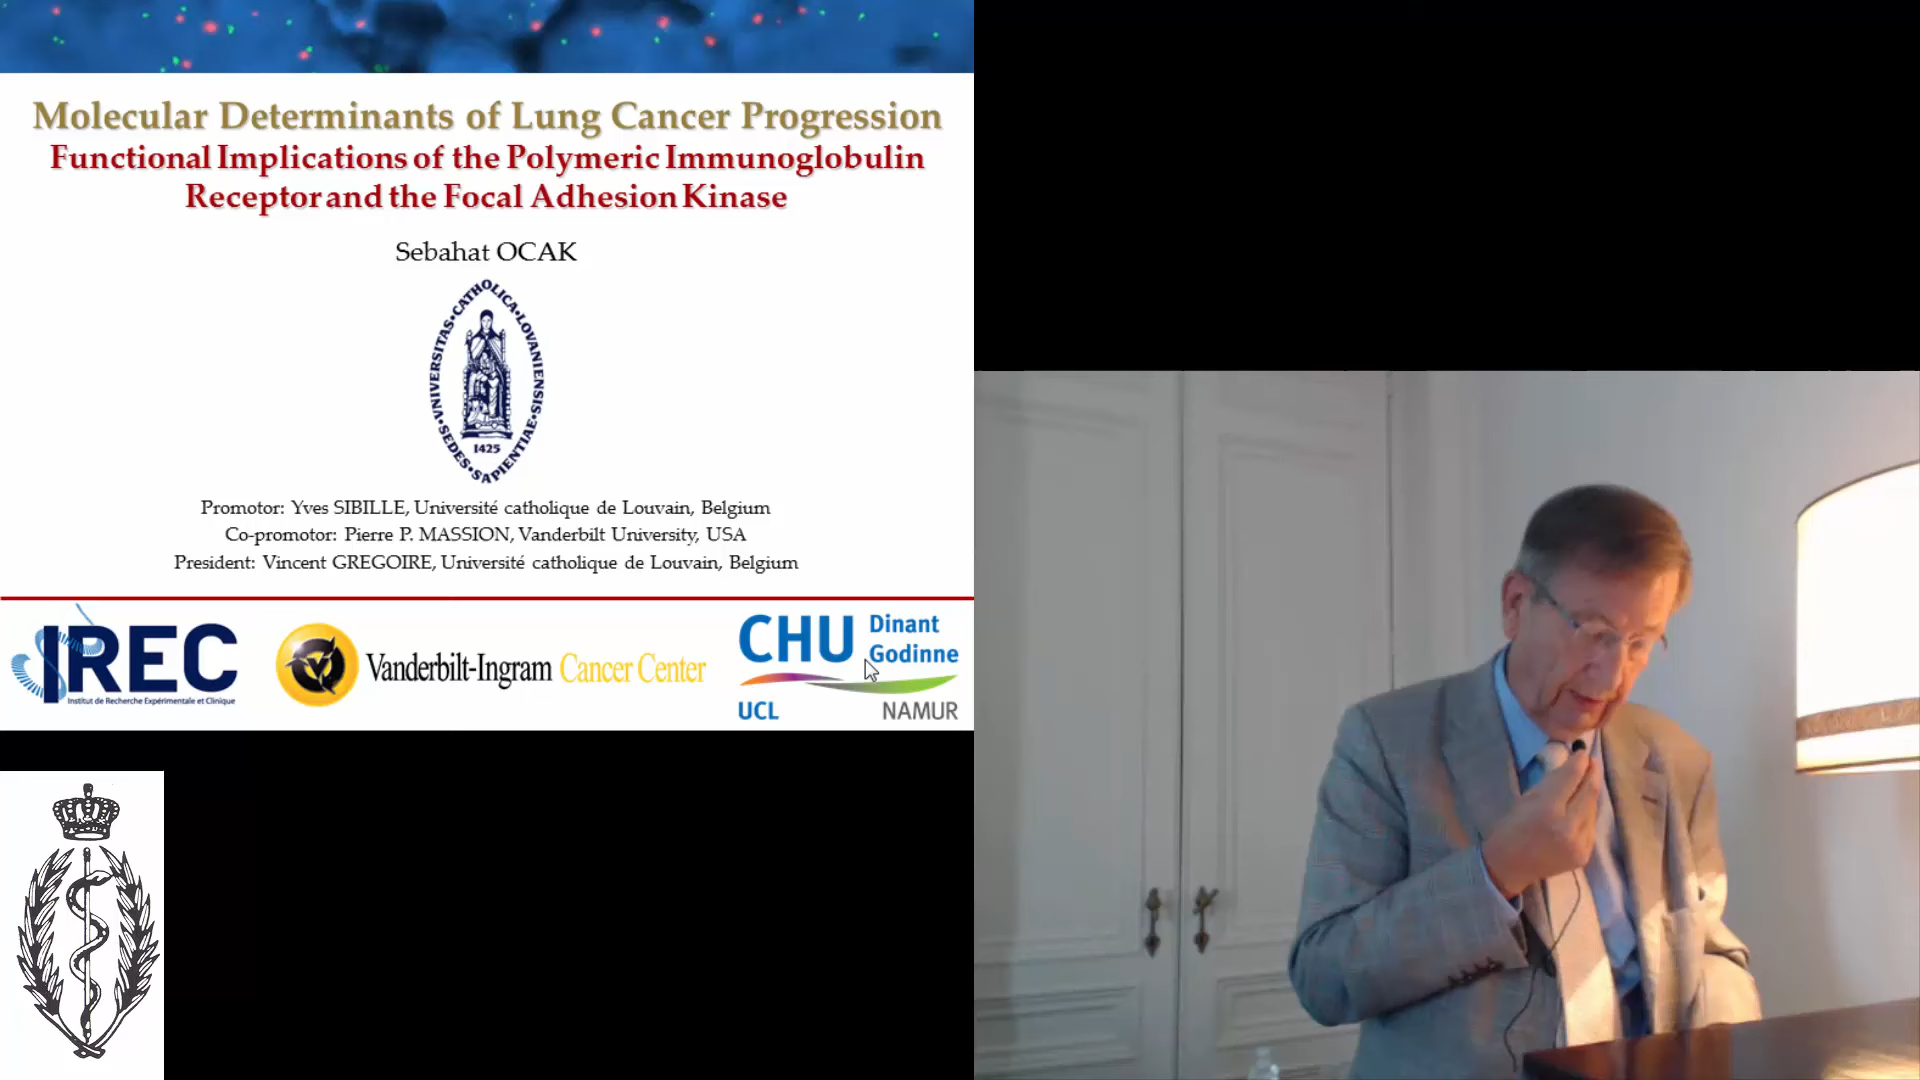 Molecular Determinants of Lung Cancer Progression
Functional Implications of the Polymeric Immunoglobulin
Receptor and the Focal Adhesion Kinase
Sebahat OCAK
UNIVERSITAS•CATHOLICA•LOVANIENSIS•SEDES•SAPIENTIAE•
1425
Promotor: Yves SIBILLE, Université catholique de Louvain, Belgium
Co-promotor: Pierre P. MASSION, Vanderbilt University, USA
President: Vincent GREGOIRE, Université catholique de Louvain, Belgium
IREC
Institut de Recherche Expérimentale et Clinique
V
Vanderbilt-Ingram Cancer Center
CHU
Dinant
Godinne
UCL
NAMUR